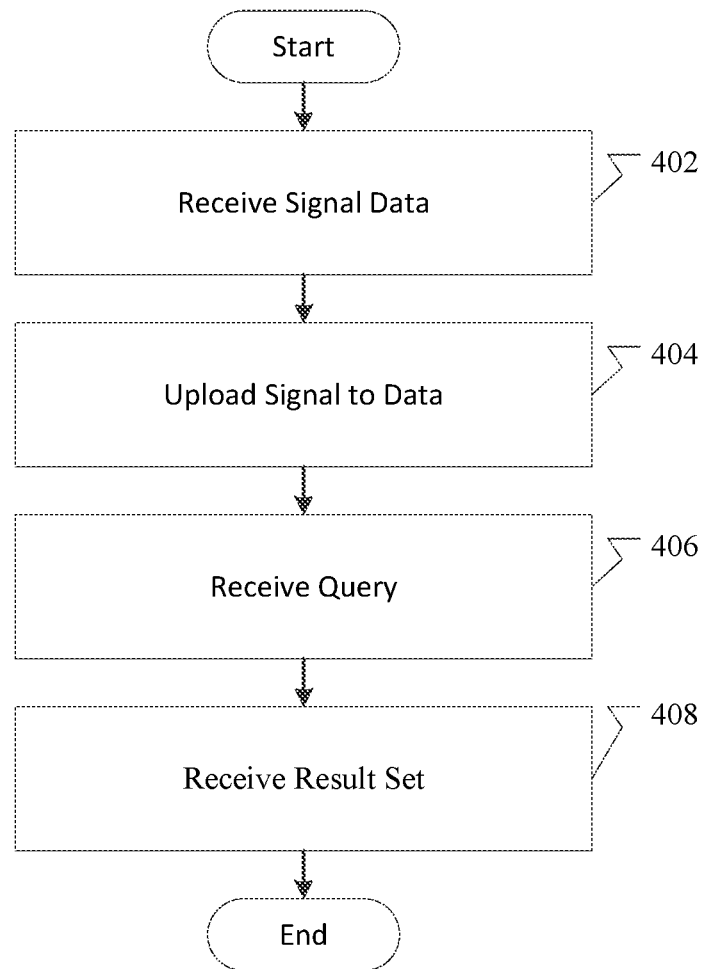 Start
402
Receive Signal Data
404
Upload Signal to Data
406
Receive Query
408
Receive Result Set
End